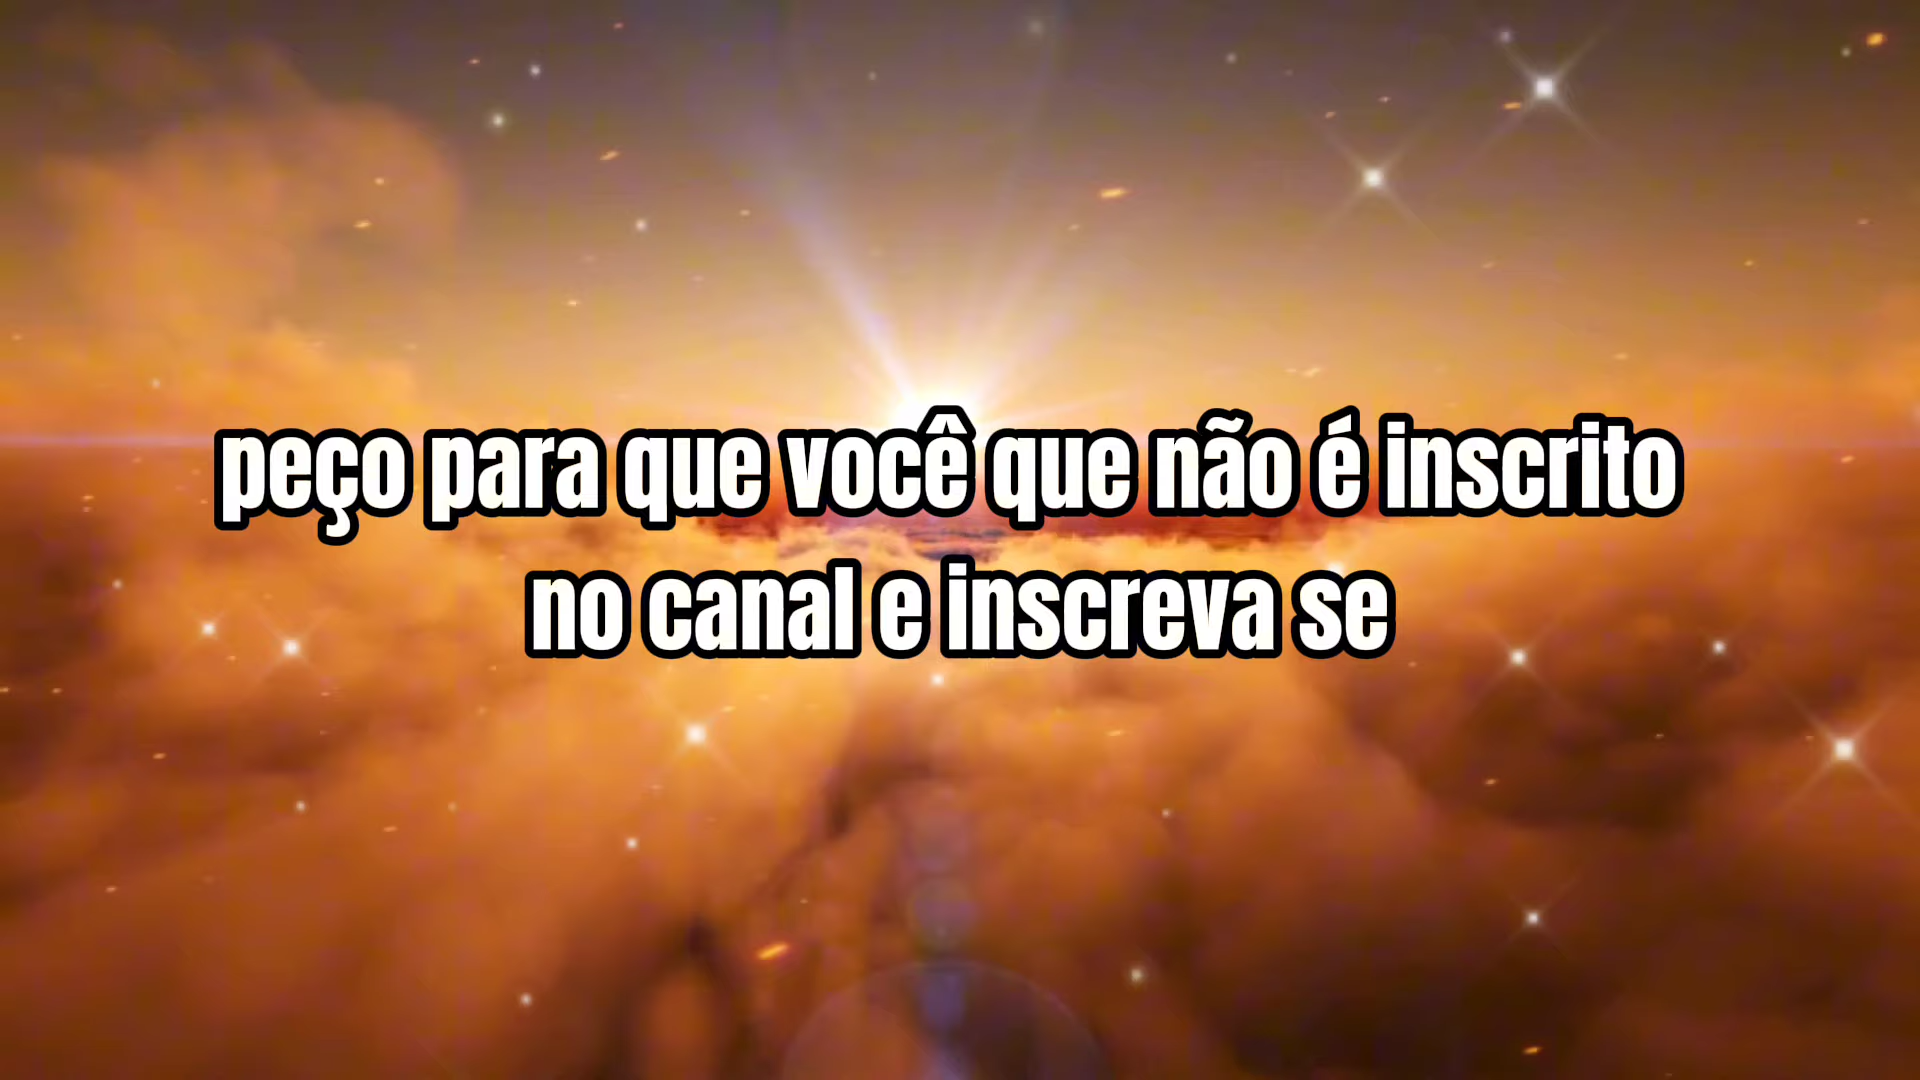 peço para que você que não é inscrito
no canal e inscreva se